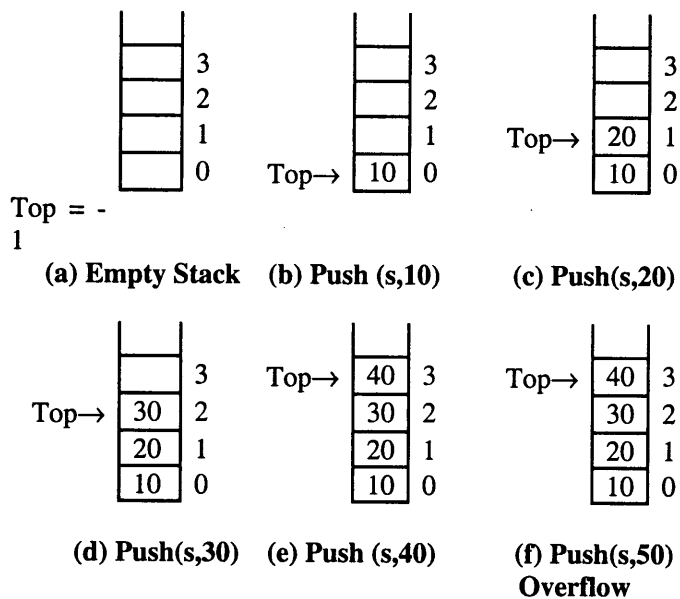 3 3 3
2 2 2
1 1 Top→ 20 1
0 Top→ 10 0 10 0
Top = -
1
(a) Empty Stack (b) Push (s,10) (c) Push(s,20)
3 Top→ 40 3 Top→ 40 3
Top→ 30 2 30 2 30 2
20 1 20 1 20 1
10 0 10 0 10 0
(d) Push(s,30) (e) Push (s,40) (f) Push(s,50)
Overflow